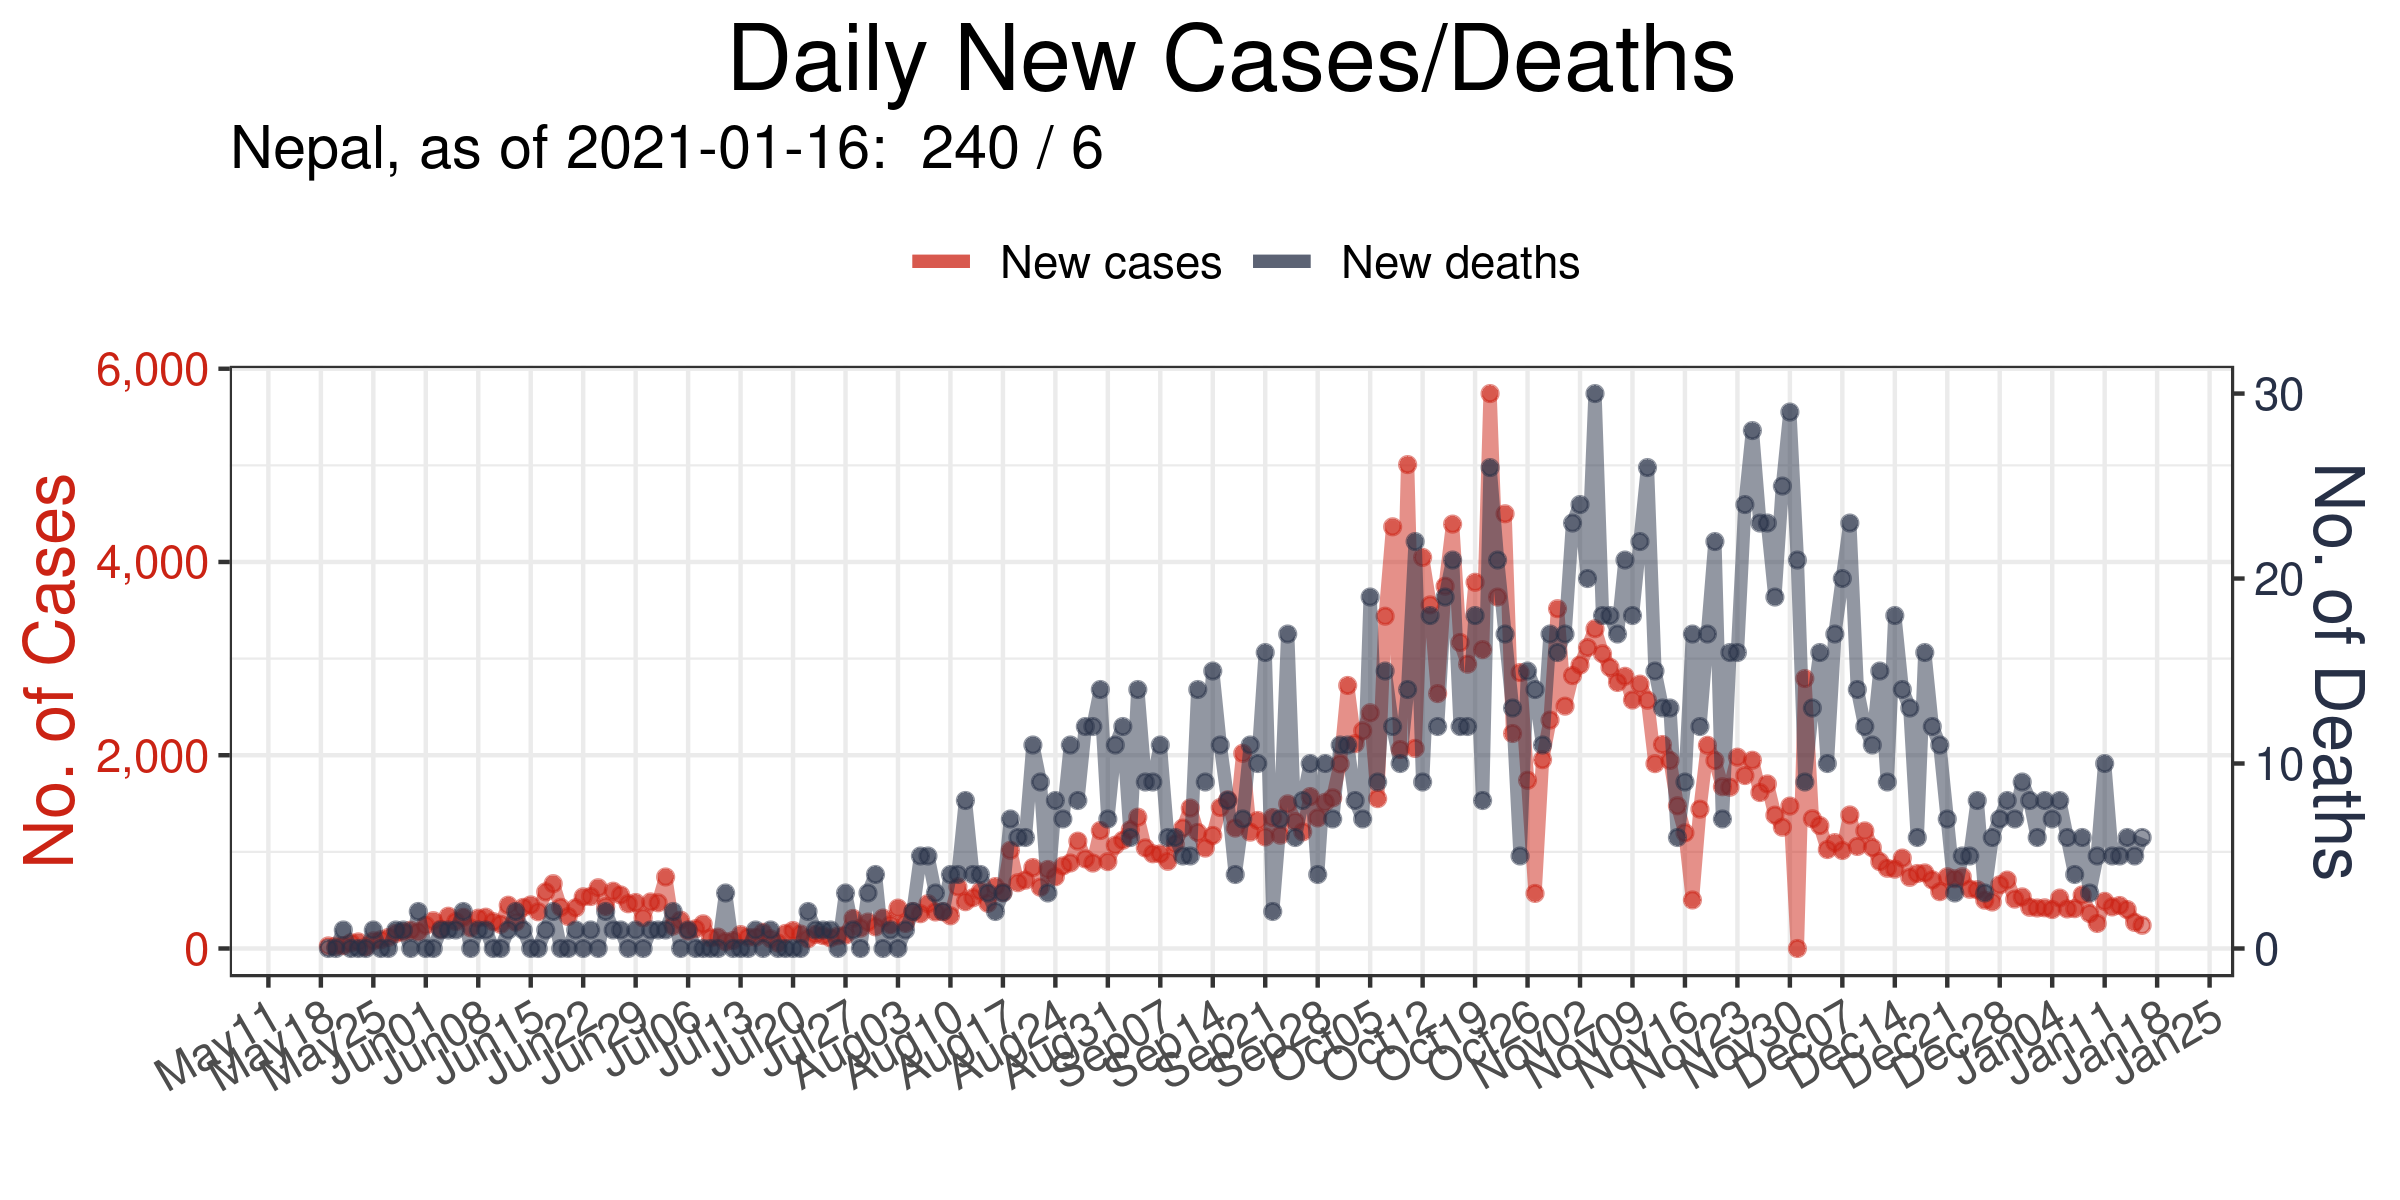 Daily New Cases/Deaths
Nepal, as of 2021-01-16:  240 / 6
New cases
New deaths
No. of Cases
6,000
4,000
2,000
0
30
20
10
0
No. of Deaths
May11
May18
May25
Jun01
Jun08
Jun15
Jun22
Jun29
Jul06
Jul13
Jul20
Jul27
Aug03
Aug10
Aug17
Aug24
Aug31
Sep07
Sep14
Sep21
Sep28
Oct05
Oct12
Oct19
Oct26
Nov02
Nov09
Nov16
Nov23
Nov30
Dec07
Dec14
Dec21
Dec28
Jan04
Jan11
Jan18
Jan25